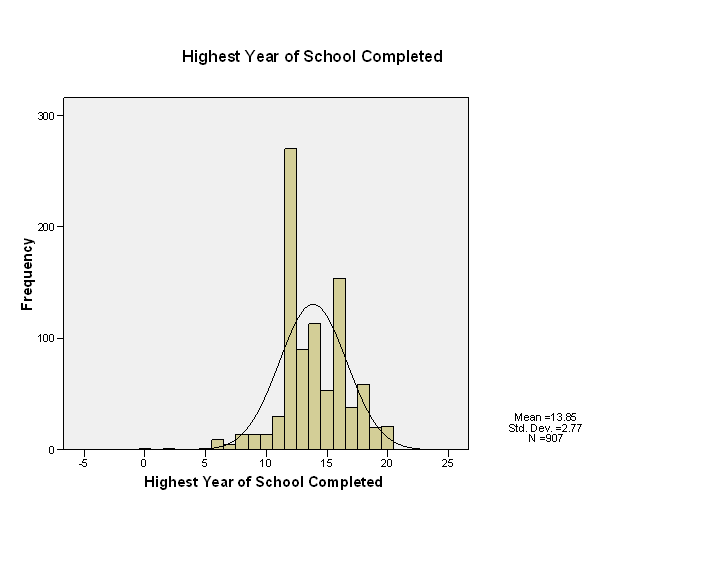 Highest Year of School Completed
300
200
100
0
Frequency
-5 0 5 10 15 20 25
Highest Year of School Completed
Mean =13.85
Std. Dev. =2.77
N =907